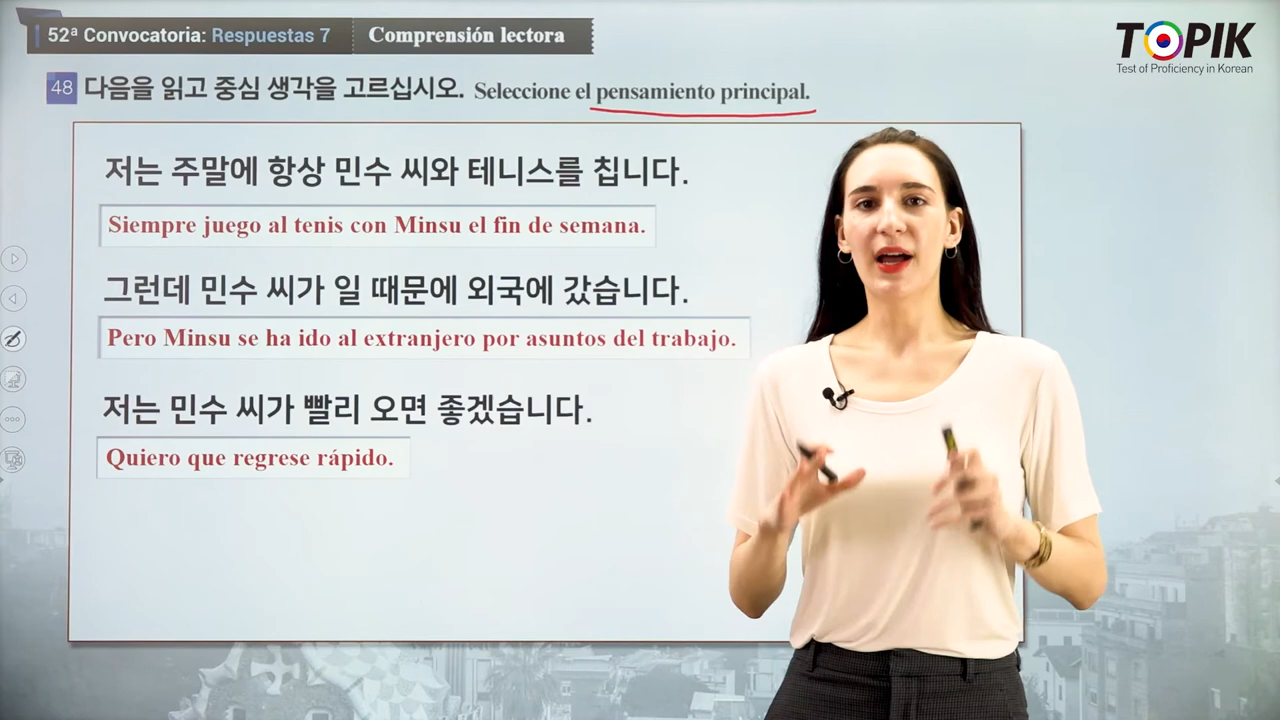 52ª Convocatoria: Respuestas 7 Comprensión lectora
TOPIK
Test of Proficiency in Korean
48 다음을 읽고 중심 생각을 고르십시오. Seleccione el pensamiento principal.
저는 주말에 항상 민수 씨와 테니스를 칩니다.
Siempre juego al tenis con Minsu el fin de semana.
그런데 민수 씨가 일 때문에 외국에 갔습니다.
Pero Minsu se ha ido al extranjero por asuntos del trabajo.
저는 민수 씨가 빨리 오면 좋겠습니다.
Quiero que regrese rápido.